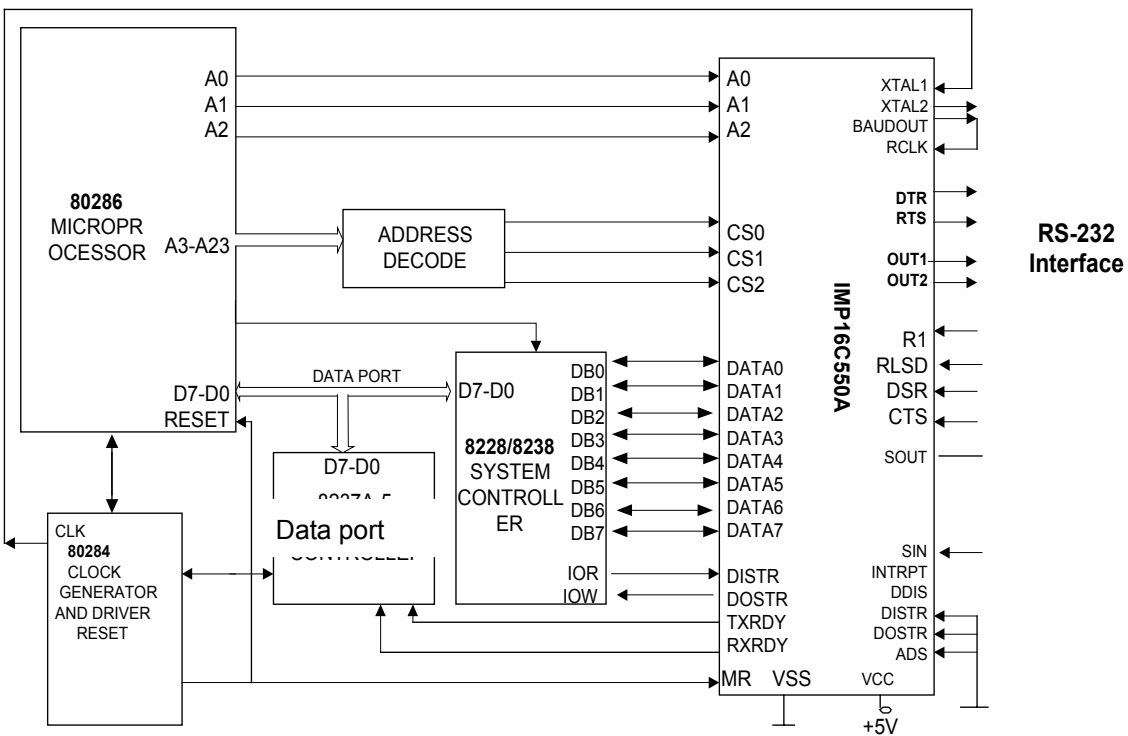 A0
A1
A2
80286
MICROPR
OCESSOR
A3-A23
D7-D0
RESET
ADDRESS
DECODE
DATA PORT
D7-D0
8228/8238
SYSTEM
CONTROLL
ER
DB0
DB1
DB2
DB3
DB4
DB5
DB6
DB7
IOR
IOW
D7-D0
Data port
CLK
80284
CLOCK
GENERATOR
AND DRIVER
RESET
A0
A1
A2
CS0
CS1
CS2
DATA0
DATA1
DATA2
DATA3
DATA4
DATA5
DATA6
DATA7
DISTR
DOSTR
TXRDY
RXRDY
MR
VSS
IMP16C550A
XTAL1
XTAL2
BAUDOUT
RCLK
DTR
RTS
OUT1
OUT2
R1
RLSD
DSR
CTS
SOUT
SIN
INTRPT
DDIS
DISTR
DOSTR
ADS
VCC
+5V
RS-232
Interface